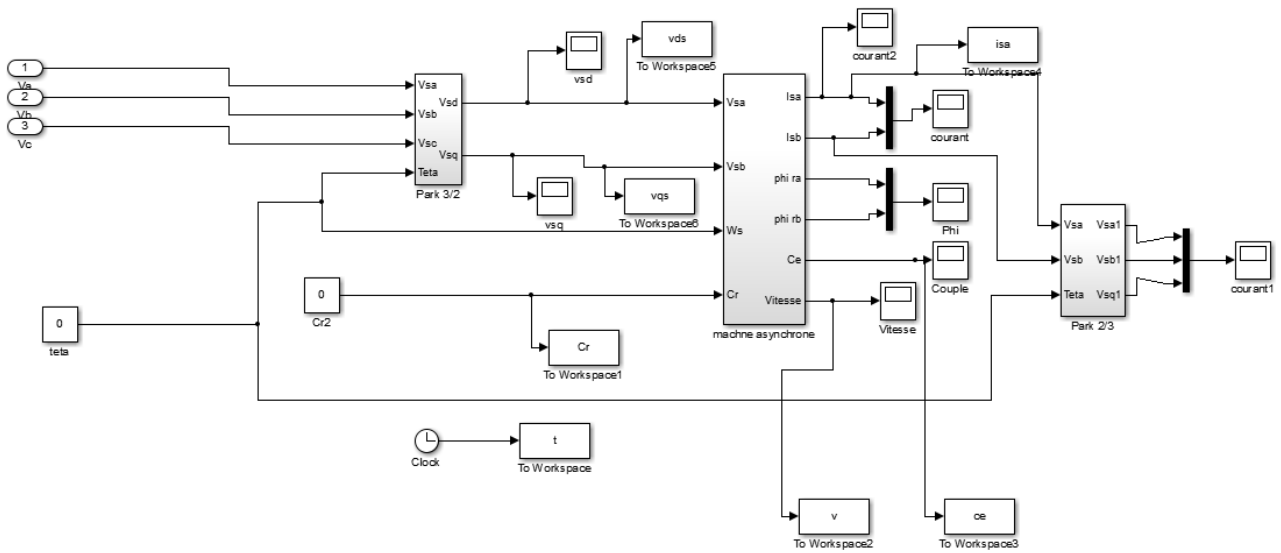 1
Va
2
Vb
3
Vc
Vsa
Vsb
Vsc
Teta
Vsd
Vsq
Park 3/2
vsd
vds
To Workspace5
vsq
vqs
To Workspace6
0
teta
0
Cr2
Cr
To Workspace1
Clock
t
To Workspace
Vsa
Vsb
Ws
Cr
Isa
Isb
phi ra
phi rb
Ce
Vitesse
machne asynchrone
courant2
isa
To Workspace4
courant
Phi
Couple
Vitesse
v
To Workspace2
ce
To Workspace3
Vsa
Vsb
Teta
Vsa1
Vsb1
Vsq1
Park 2/3
courant1